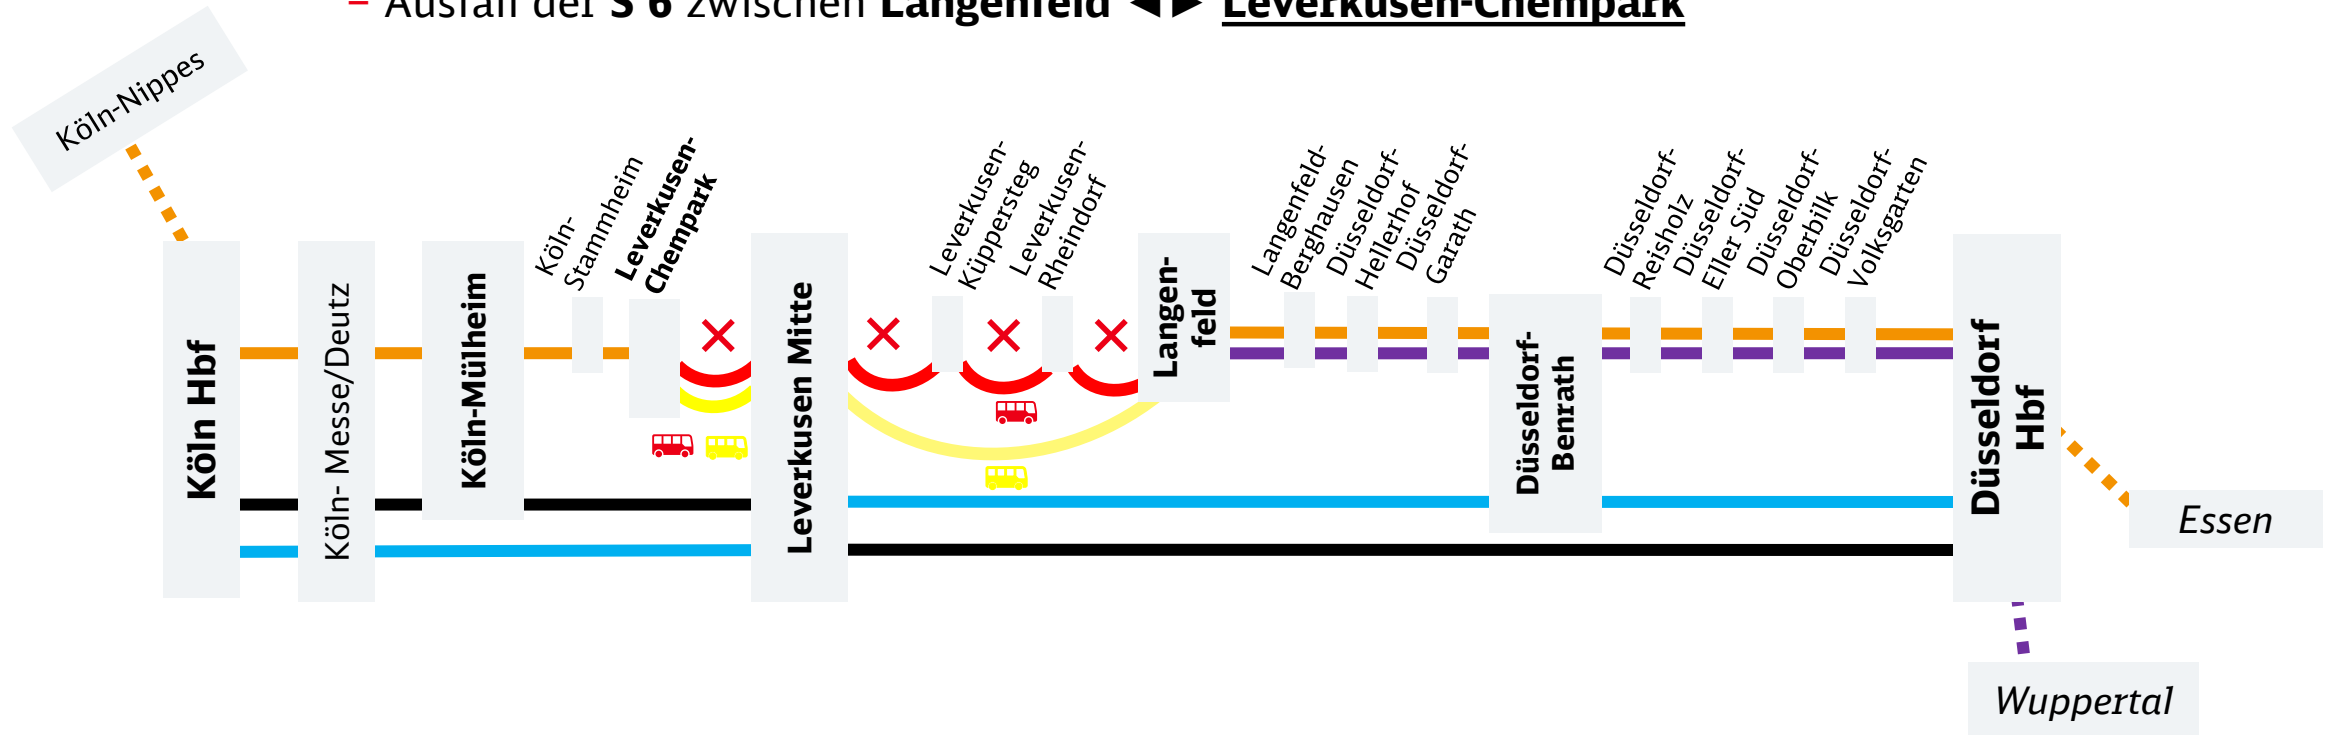 – Ausfall der S 6 zwischen Langenfeld ◄► Leverkusen-Chempark
Köln-Nippes
Köln Hbf
Köln- Messe/Deutz
Köln-Mülheim
Köln-
Stammheim
Leverkusen-
Chempark
Leverkusen Mitte
Leverkusen-
Küppersteg
Leverkusen-
Rheindorf
Langen-
feld
Langenfeld-
Berghausen
Düsseldorf-
Hellerhof
Düsseldorf-
Garath
Düsseldorf-
Benrath
Düsseldorf-
Reisholz
Düsseldorf-
Eller Süd
Düsseldorf-
Oberbilk
Düsseldorf-
Volksgarten
Düsseldorf
Hbf
Essen
Wuppertal